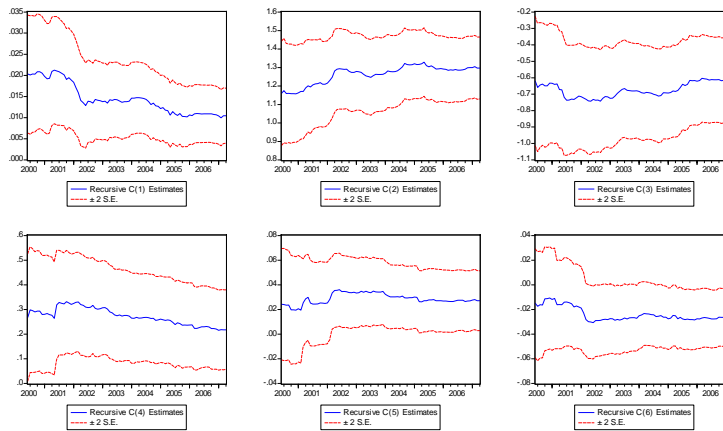 .035
.030
.025
.020
.015
.010
.005
.000
2000 2001 2002 2003 2004 2005 2006
Recursive C(1) Estimates
± 2 S.E.
1.6
1.5
1.4
1.3
1.2
1.1
1.0
0.9
0.8
2000 2001 2002 2003 2004 2005 2006
Recursive C(2) Estimates
± 2 S.E.
-0.2
-0.3
-0.4
-0.5
-0.6
-0.7
-0.8
-0.9
-1.0
-1.1
2000 2001 2002 2003 2004 2005 2006
Recursive C(3) Estimates
± 2 S.E.
.6
.5
.4
.3
.2
.1
.0
2000 2001 2002 2003 2004 2005 2006
Recursive C(4) Estimates
± 2 S.E.
.08
.06
.04
.02
.00
-.02
-.04
2000 2001 2002 2003 2004 2005 2006
Recursive C(5) Estimates
± 2 S.E.
.04
.02
.00
-.02
-.04
-.06
-.08
2000 2001 2002 2003 2004 2005 2006
Recursive C(6) Estimates
± 2 S.E.